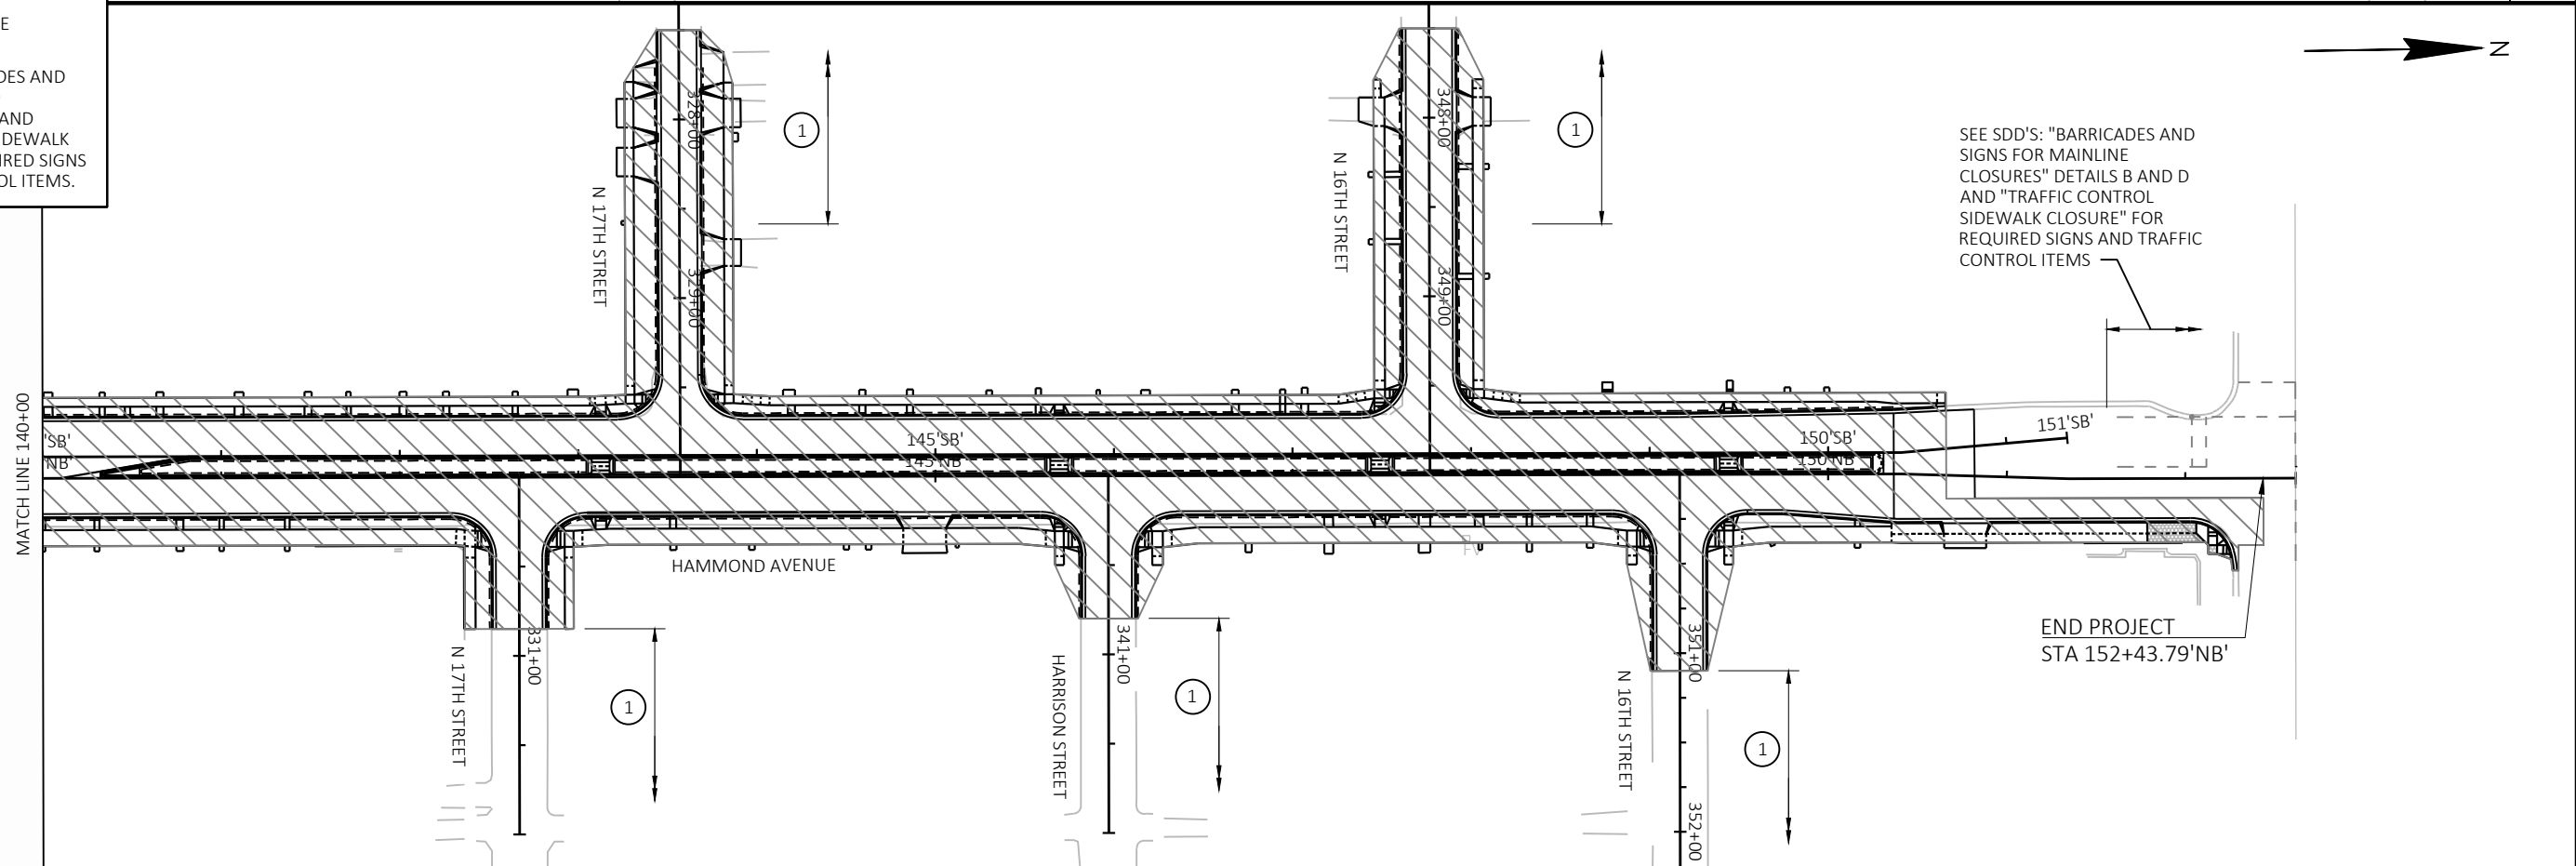 E
DES AND
AND
DEWALK
IRED SIGNS
OL ITEMS.
N
SEE SDD'S: "BARRICADES AND
SIGNS FOR MAINLINE
CLOSURES" DETAILS B AND D
AND "TRAFFIC CONTROL
SIDEWALK CLOSURE" FOR
REQUIRED SIGNS AND TRAFFIC
CONTROL ITEMS
1
1
328+00
329+00
N 17TH STREET
348+00
349+00
N 16TH STREET
MATCH LINE 140+00
'SB'
'NB'
145'SB'
145'NB'
150'SB'
150'NB'
151'SB'
HAMMOND AVENUE
331+00
N 17TH STREET
1
341+00
HARRISON STREET
1
351+00
N 16TH STREET
1
352+00
END PROJECT
STA 152+43.79'NB'